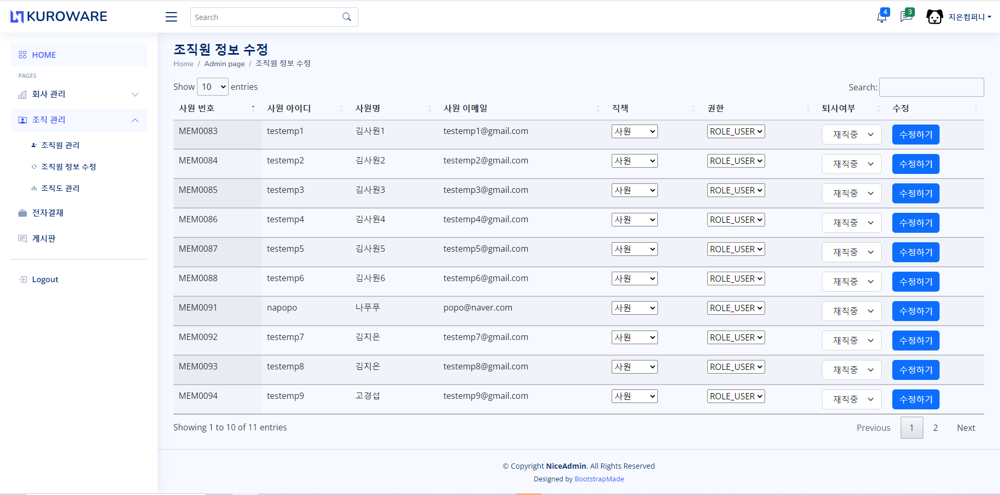 KUROWARE
Search
4
3
지은컴퍼니
HOME
PAGES
회사 관리
조직 관리
조직원 관리
조직원 정보 수정
조직도 관리
전자결재
게시판
Logout
조직원 정보 수정
Home / Admin page / 조직원 정보 수정
Show 10 entries
Search:
사원 번호 사원 아이디 사원명 사원 이메일 직책 권한 퇴사여부 수정
MEM0083 testemp1 김사원1 testemp1@gmail.com 사원 ROLE_USER 재직중 수정하기
MEM0084 testemp2 김사원2 testemp2@gmail.com 사원 ROLE_USER 재직중 수정하기
MEM0085 testemp3 김사원3 testemp3@gmail.com 사원 ROLE_USER 재직중 수정하기
MEM0086 testemp4 김사원4 testemp4@gmail.com 사원 ROLE_USER 재직중 수정하기
MEM0087 testemp5 김사원5 testemp5@gmail.com 사원 ROLE_USER 재직중 수정하기
MEM0088 testemp6 김사원6 testemp6@gmail.com 사원 ROLE_USER 재직중 수정하기
MEM0091 napopo 나푸푸 popo@naver.com 사원 ROLE_USER 재직중 수정하기
MEM0092 testemp7 김지은 testemp7@gmail.com 사원 ROLE_USER 재직중 수정하기
MEM0093 testemp8 김지은 testemp8@gmail.com 사원 ROLE_USER 재직중 수정하기
MEM0094 testemp9 고경섭 testemp9@gmail.com 사원 ROLE_USER 재직중 수정하기
Showing 1 to 10 of 11 entries
Previous 1 2 Next
© Copyright NiceAdmin. All Rights Reserved
Designed by BootstrapMade